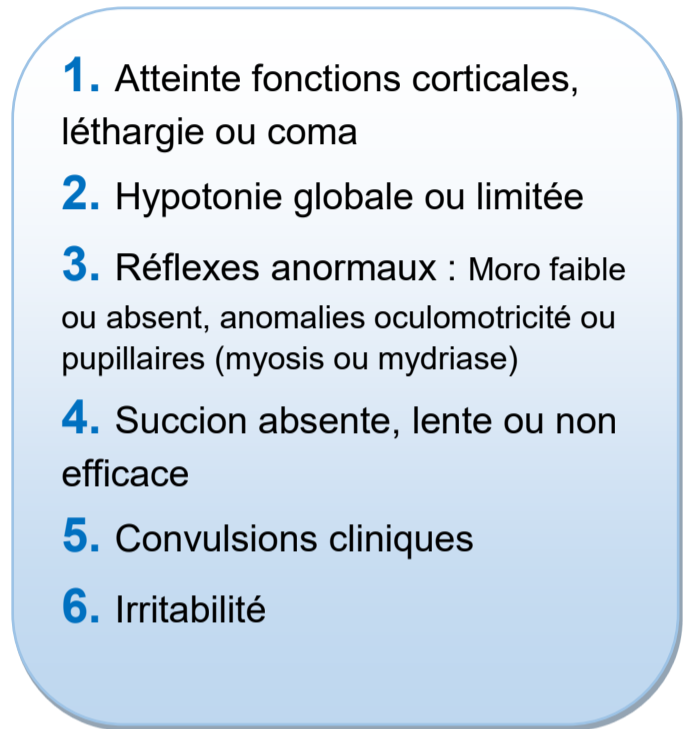 1. Atteinte fonctions corticales,
léthargie ou coma
2. Hypotonie globale ou limitée
3. Réflexes anormaux : Moro faible
ou absent, anomalies oculomotricité ou
pupillaires (myosis ou mydriase)
4. Succion absente, lente ou non
efficace
5. Convulsions cliniques
6. Irritabilité